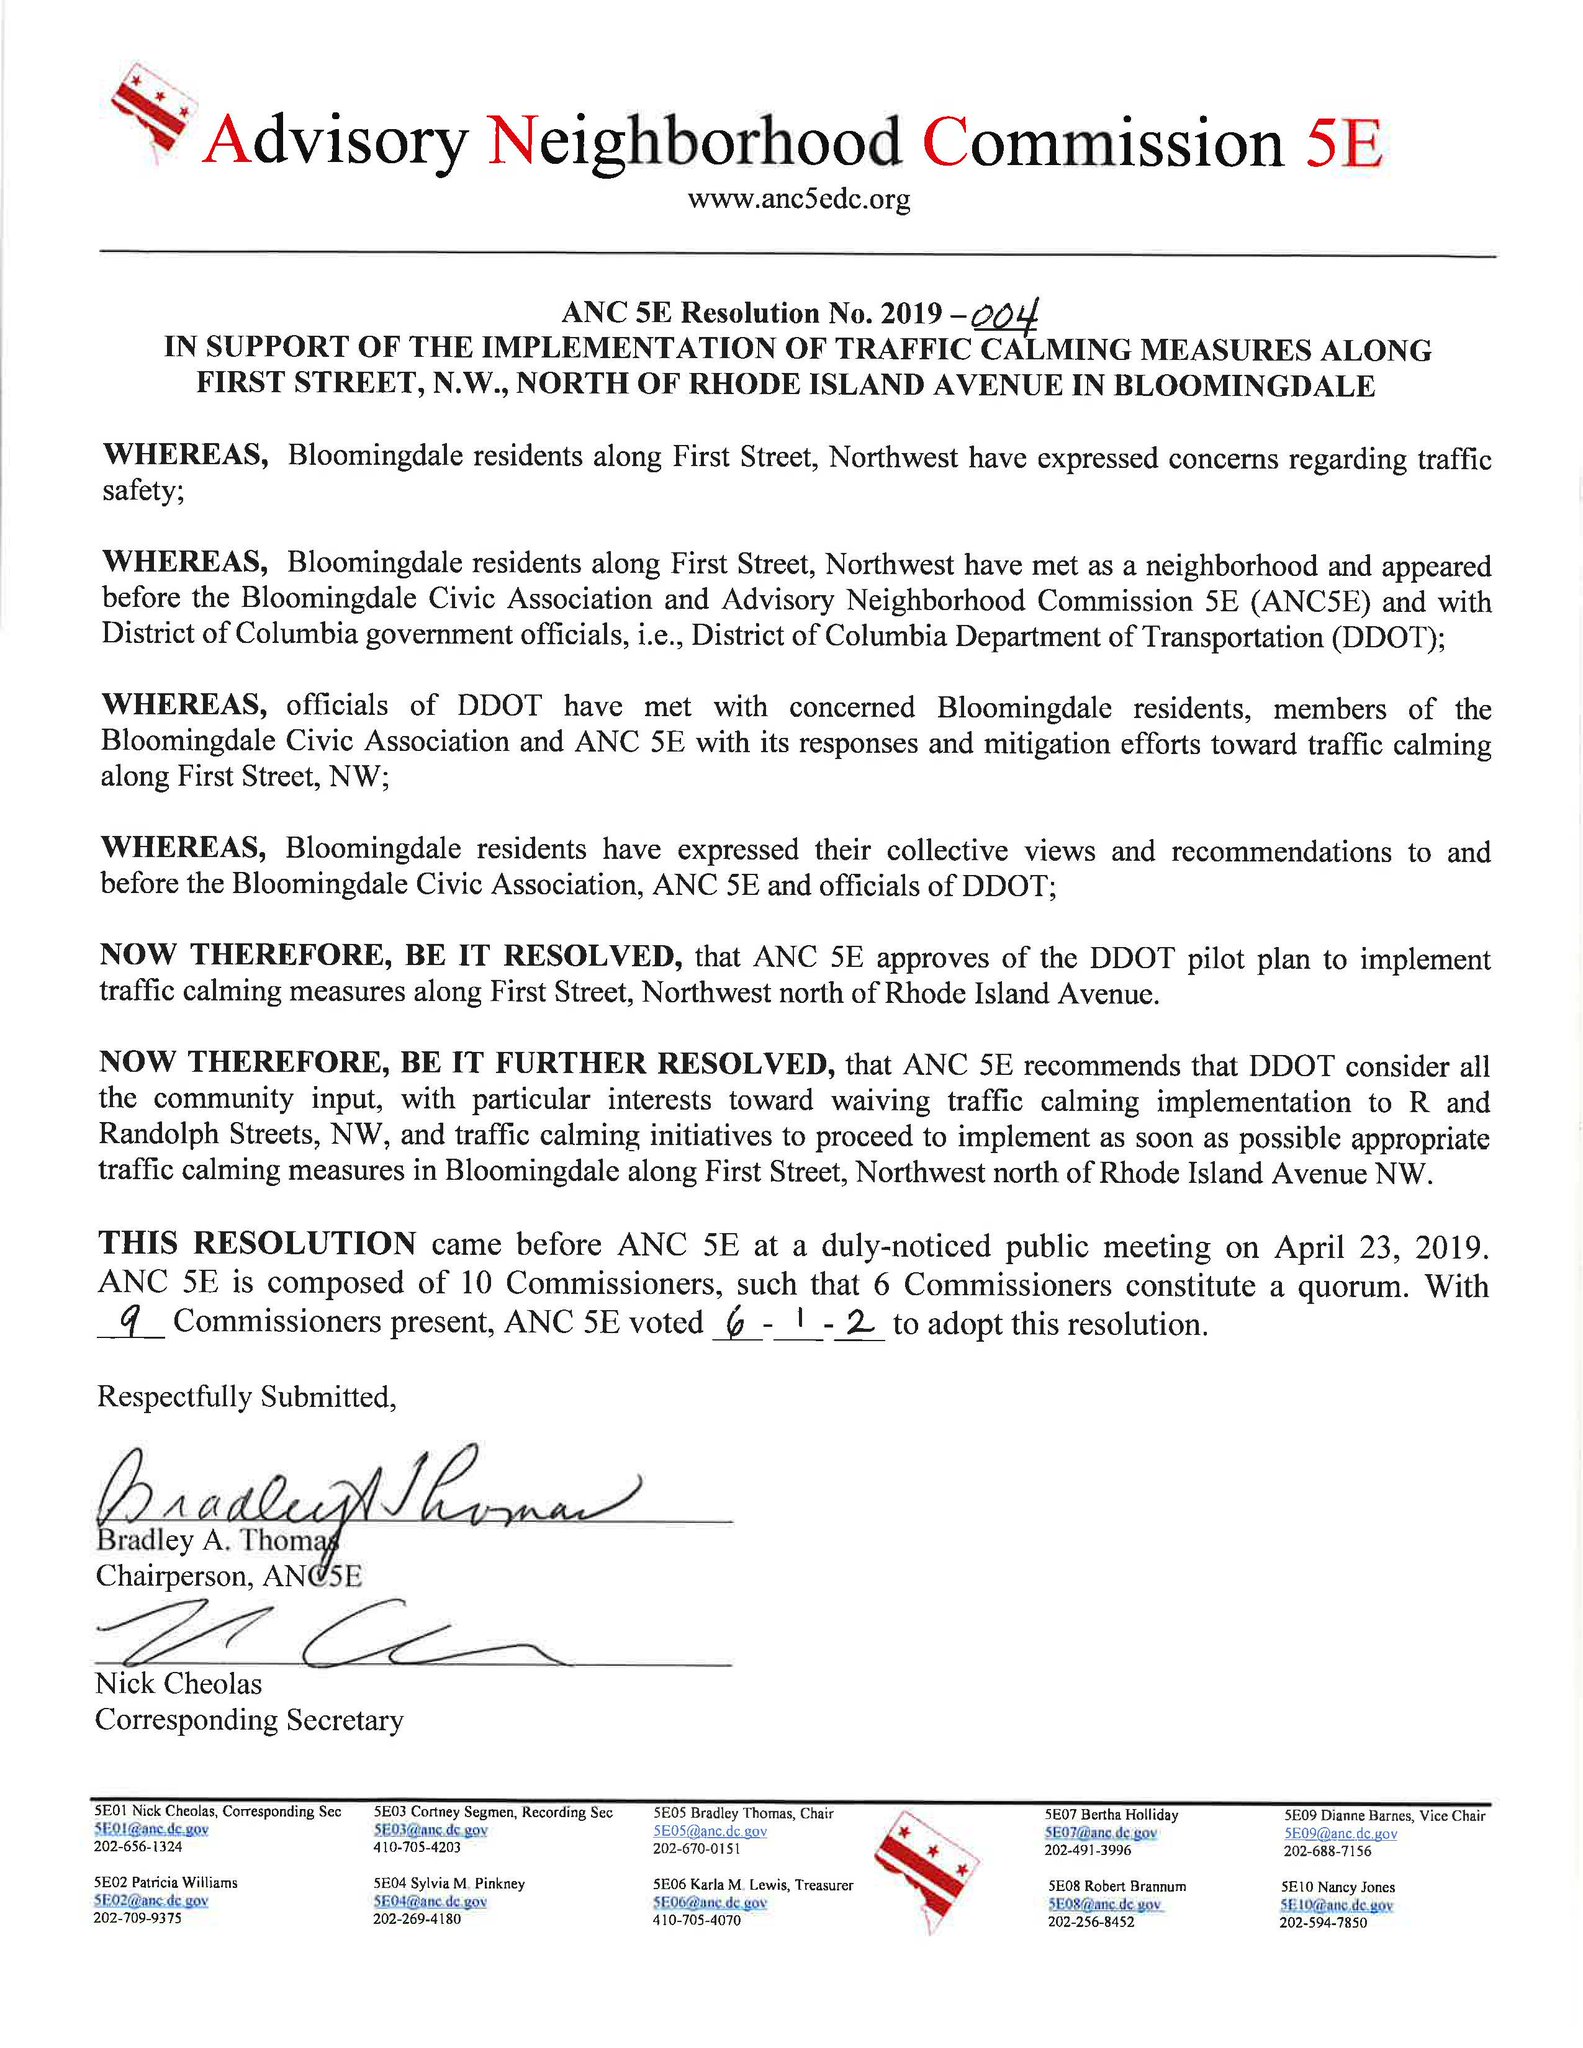 Advisory Neighborhood Commission 5E
www.anc5edc.org
ANC 5E Resolution No. 2019 – 004
IN SUPPORT OF THE IMPLEMENTATION OF TRAFFIC CALMING MEASURES ALONG
FIRST STREET, N.W., NORTH OF RHODE ISLAND AVENUE IN BLOOMINGDALE
WHEREAS, Bloomingdale residents along First Street, Northwest have expressed concerns regarding traffic
safety;
WHEREAS, Bloomingdale residents along First Street, Northwest have met as a neighborhood and appeared
before the Bloomingdale Civic Association and Advisory Neighborhood Commission 5E (ANC5E) and with
District of Columbia government officials, i.e., District of Columbia Department of Transportation (DDOT);
WHEREAS, officials of DDOT have met with concerned Bloomingdale residents, members of the
Bloomingdale Civic Association and ANC 5E with its responses and mitigation efforts toward traffic calming
along First Street, NW;
WHEREAS, Bloomingdale residents have expressed their collective views and recommendations to and
before the Bloomingdale Civic Association, ANC 5E and officials of DDOT;
NOW THEREFORE, BE IT RESOLVED, that ANC 5E approves of the DDOT pilot plan to implement
traffic calming measures along First Street, Northwest north of Rhode Island Avenue.
NOW THEREFORE, BE IT FURTHER RESOLVED, that ANC 5E recommends that DDOT consider all
the community input, with particular interests toward waiving traffic calming implementation to R and
Randolph Streets, NW, and traffic calming initiatives to proceed to implement as soon as possible appropriate
traffic calming measures in Bloomingdale along First Street, Northwest north of Rhode Island Avenue NW.
THIS RESOLUTION came before ANC 5E at a duly-noticed public meeting on April 23, 2019.
ANC 5E is composed of 10 Commissioners, such that 6 Commissioners constitute a quorum. With
9 Commissioners present, ANC 5E voted 6 - 1 - 2 to adopt this resolution.
Respectfully Submitted,
Bradley A Thomas
Bradley A. Thomas
Chairperson, ANC5E
Nick Cheolas
Corresponding Secretary
5E01 Nick Cheolas, Corresponding Sec
5E01@anc.dc.gov
202-656-1324
5E02 Patricia Williams
5E02@anc.dc.gov
202-709-9375
5E03 Cortney Segmen, Recording Sec
5E03@anc.dc.gov
410-705-4203
5E04 Sylvia M. Pinkney
5E04@anc.dc.gov
202-269-4180
5E05 Bradley Thomas, Chair
5E05@anc.dc.gov
202-670-0151
5E06 Karla M. Lewis, Treasurer
5E06@anc.dc.gov
410-705-4070
5E07 Bertha Holliday
5E07@anc.dc.gov
202-491-3996
5E08 Robert Brannum
5E08@anc.dc.gov
202-256-8452
5E09 Dianne Barnes, Vice Chair
5E09@anc.dc.gov
202-688-7156
5E10 Nancy Jones
5E10@anc.dc.gov
202-594-7850